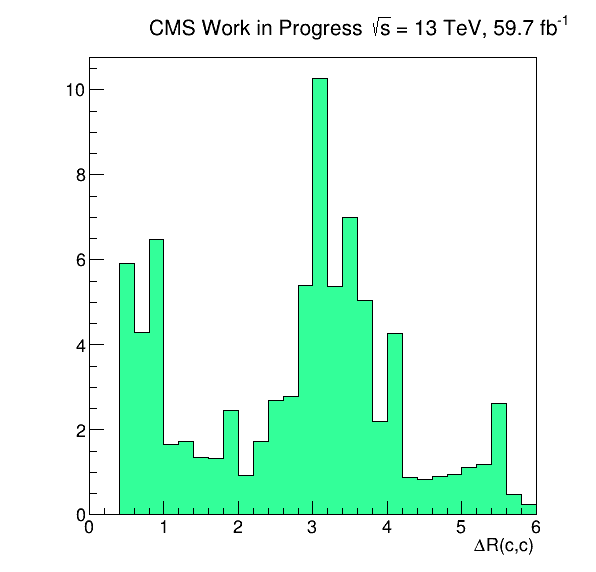 CMS Work in Progress √s = 13 TeV, 59.7 fb⁻¹
10
8
6
4
2
0
0 1 2 3 4 5 6
ΔR(c,c)